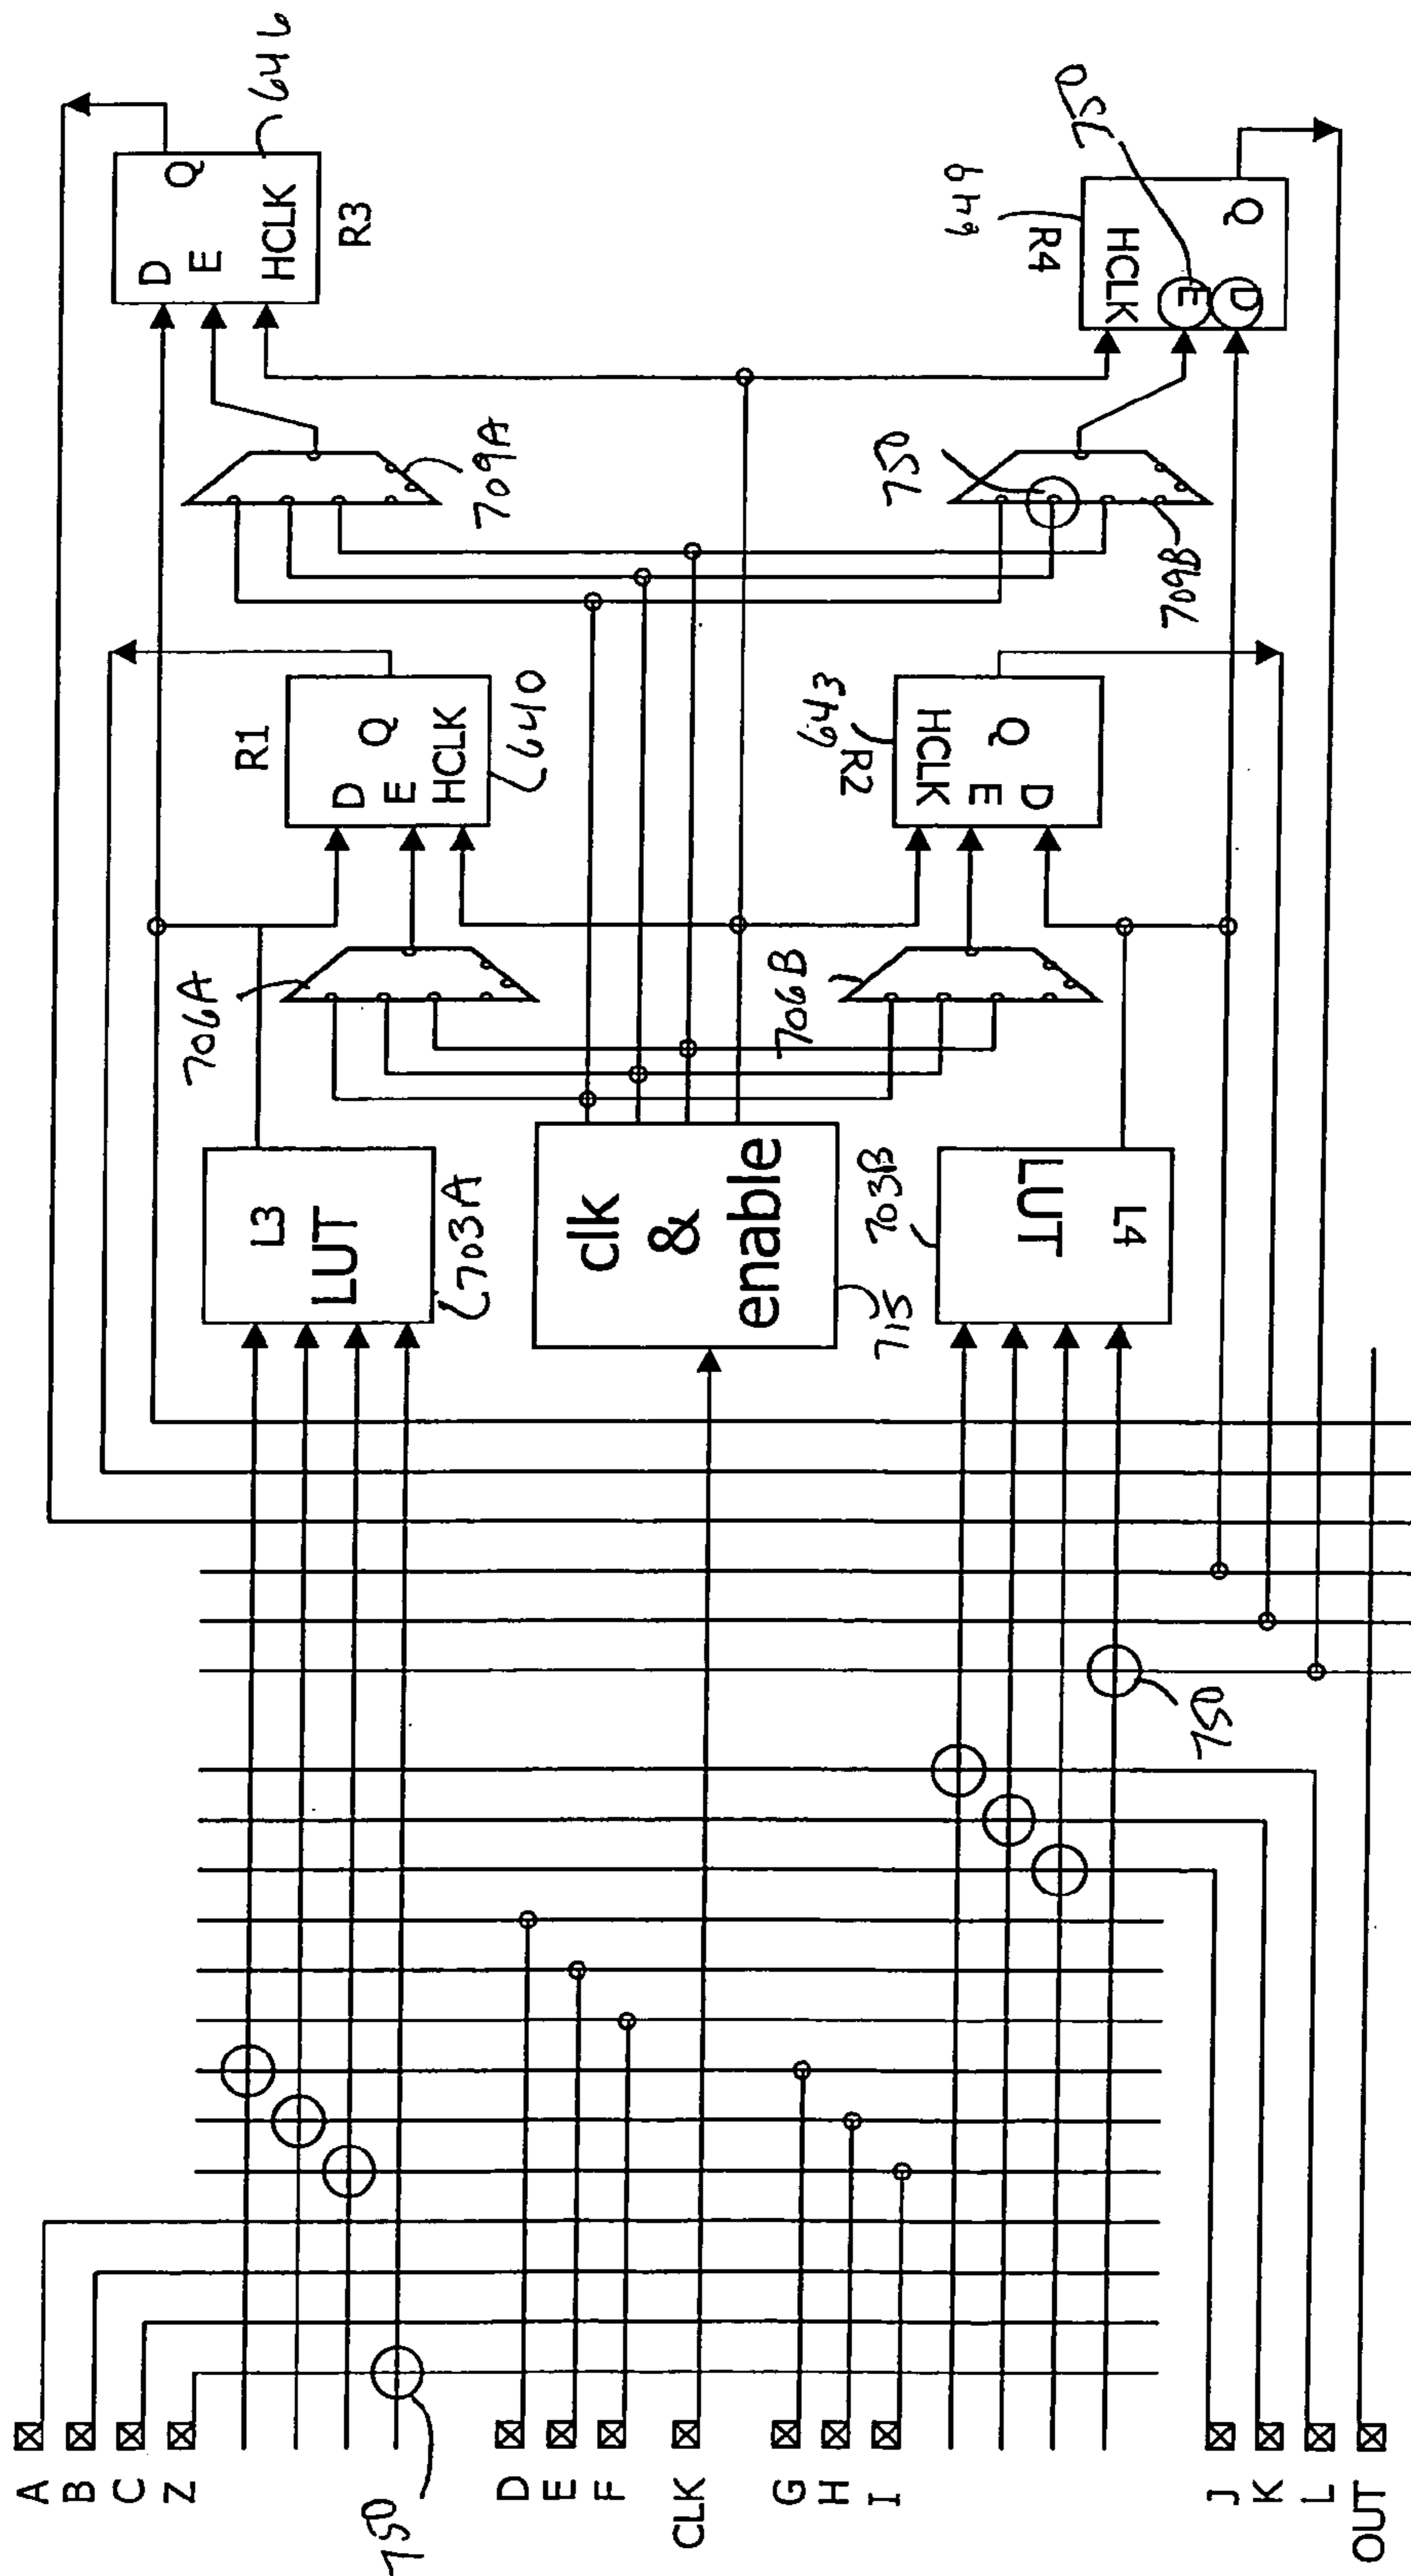 A
B
C
Z
750
D
E
F
CLK
G
H
I
J
K
L
OUT
750
L3
LUT
703A
clk
&
enable
715
703B
LUT
L4
706A
706B
R1
D
Q
E
HCLK
640
643
R2
HCLK
Q
E
D
709A
750
709B
D
Q
E
HCLK
R3
646
649
R4
HCLK
E
D
Q
750